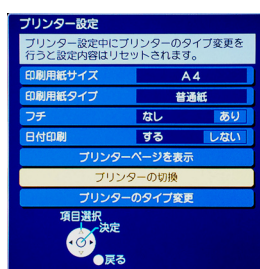 プリンター設定
プリンター設定中にプリンターのタイプ変更を
行うと設定内容はリセットされます。
印刷用紙サイズ A4
印刷用紙タイプ 普通紙
フチ なし あり
日付印刷 する しない
プリンターページを表示
プリンターの切換
プリンターのタイプ変更
項目選択
決定
戻る